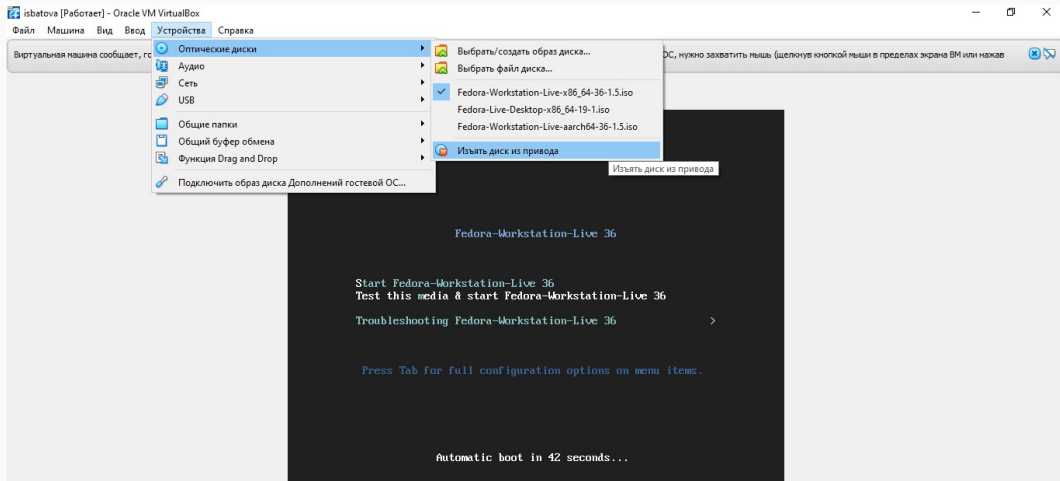 isbatova [Работает] - Oracle VM VirtualBox
Файл Машина Вид Ввод Устройства Справка
Виртуальная машина сообщает, го
ОС, нужно захватить мышь (щелкнув кнопкой мыши в пределах экрана ВМ или нажав
Оптические диски
Аудио
Сеть
USB
Общие папки
Общий буфер обмена
Функция Drag and Drop
Подключить образ диска Дополнений гостевой ОС...
Выбрать/создать образ диска...
Выбрать файл диска...
Fedora-Workstation-Live-x86_64-36-1.5.iso
Fedora-Live-Desktop-x86_64-19-1.iso
Fedora-Workstation-Live-aarch64-36-1.5.iso
Изъять диск из привода
Изъять диск из привода
Fedora-Workstation-Live 36
Start Fedora-Workstation-Live 36
Test this media & start Fedora-Workstation-Live 36
Troubleshooting Fedora-Workstation-Live 36 >
Press Tab for full configuration options on menu items.
Automatic boot in 42 seconds...